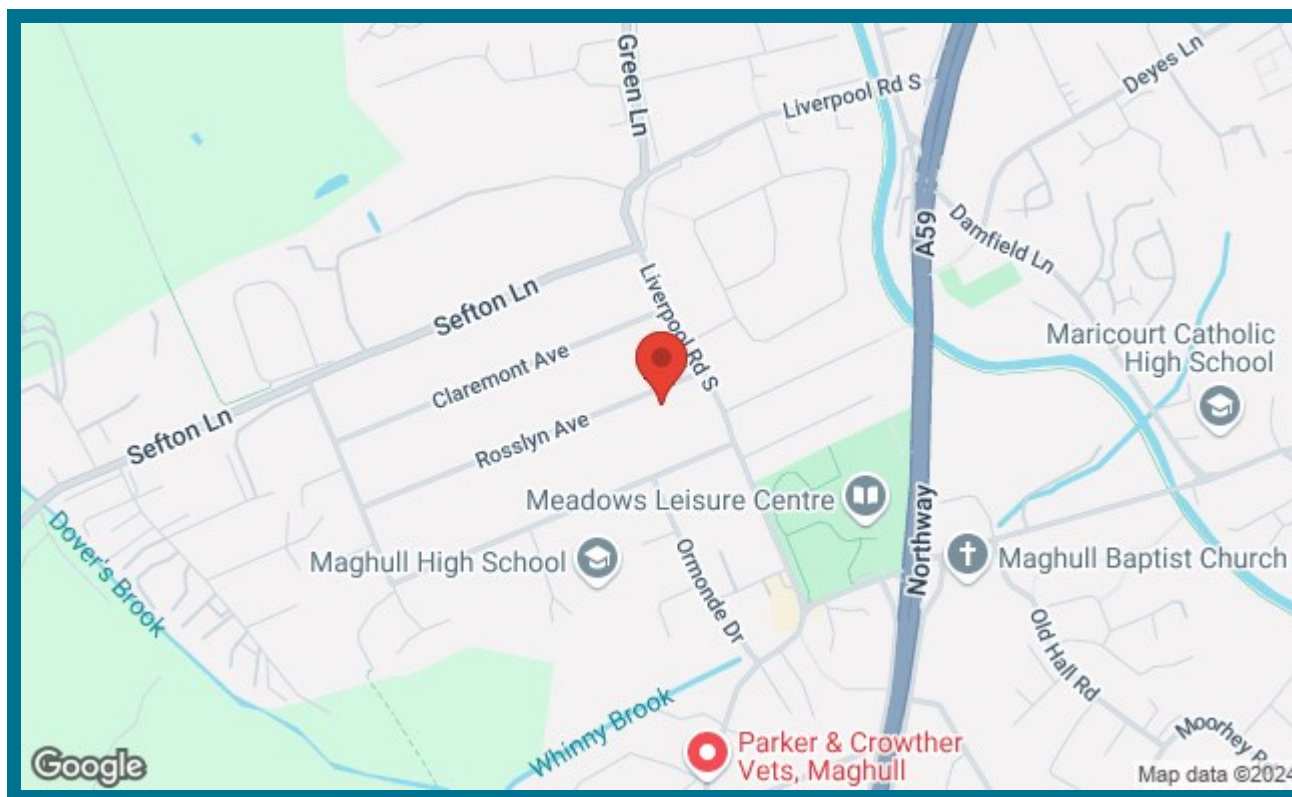 Green Ln
Liverpool Rd S
Deyes Ln
A59
Damfield Ln
Sefton Ln
Liverpool Rd S
Claremont Ave
Maricourt Catholic
High School
Sefton Ln
Rosslyn Ave
Meadows Leisure Centre
Northway
Dover's Brook
Maghull High School
Ormonde Dr
Maghull Baptist Church
Old Hall Rd
Whinny Brook
Moorhey
Parker & Crowther
Vets, Maghull
Google
Map data ©2024